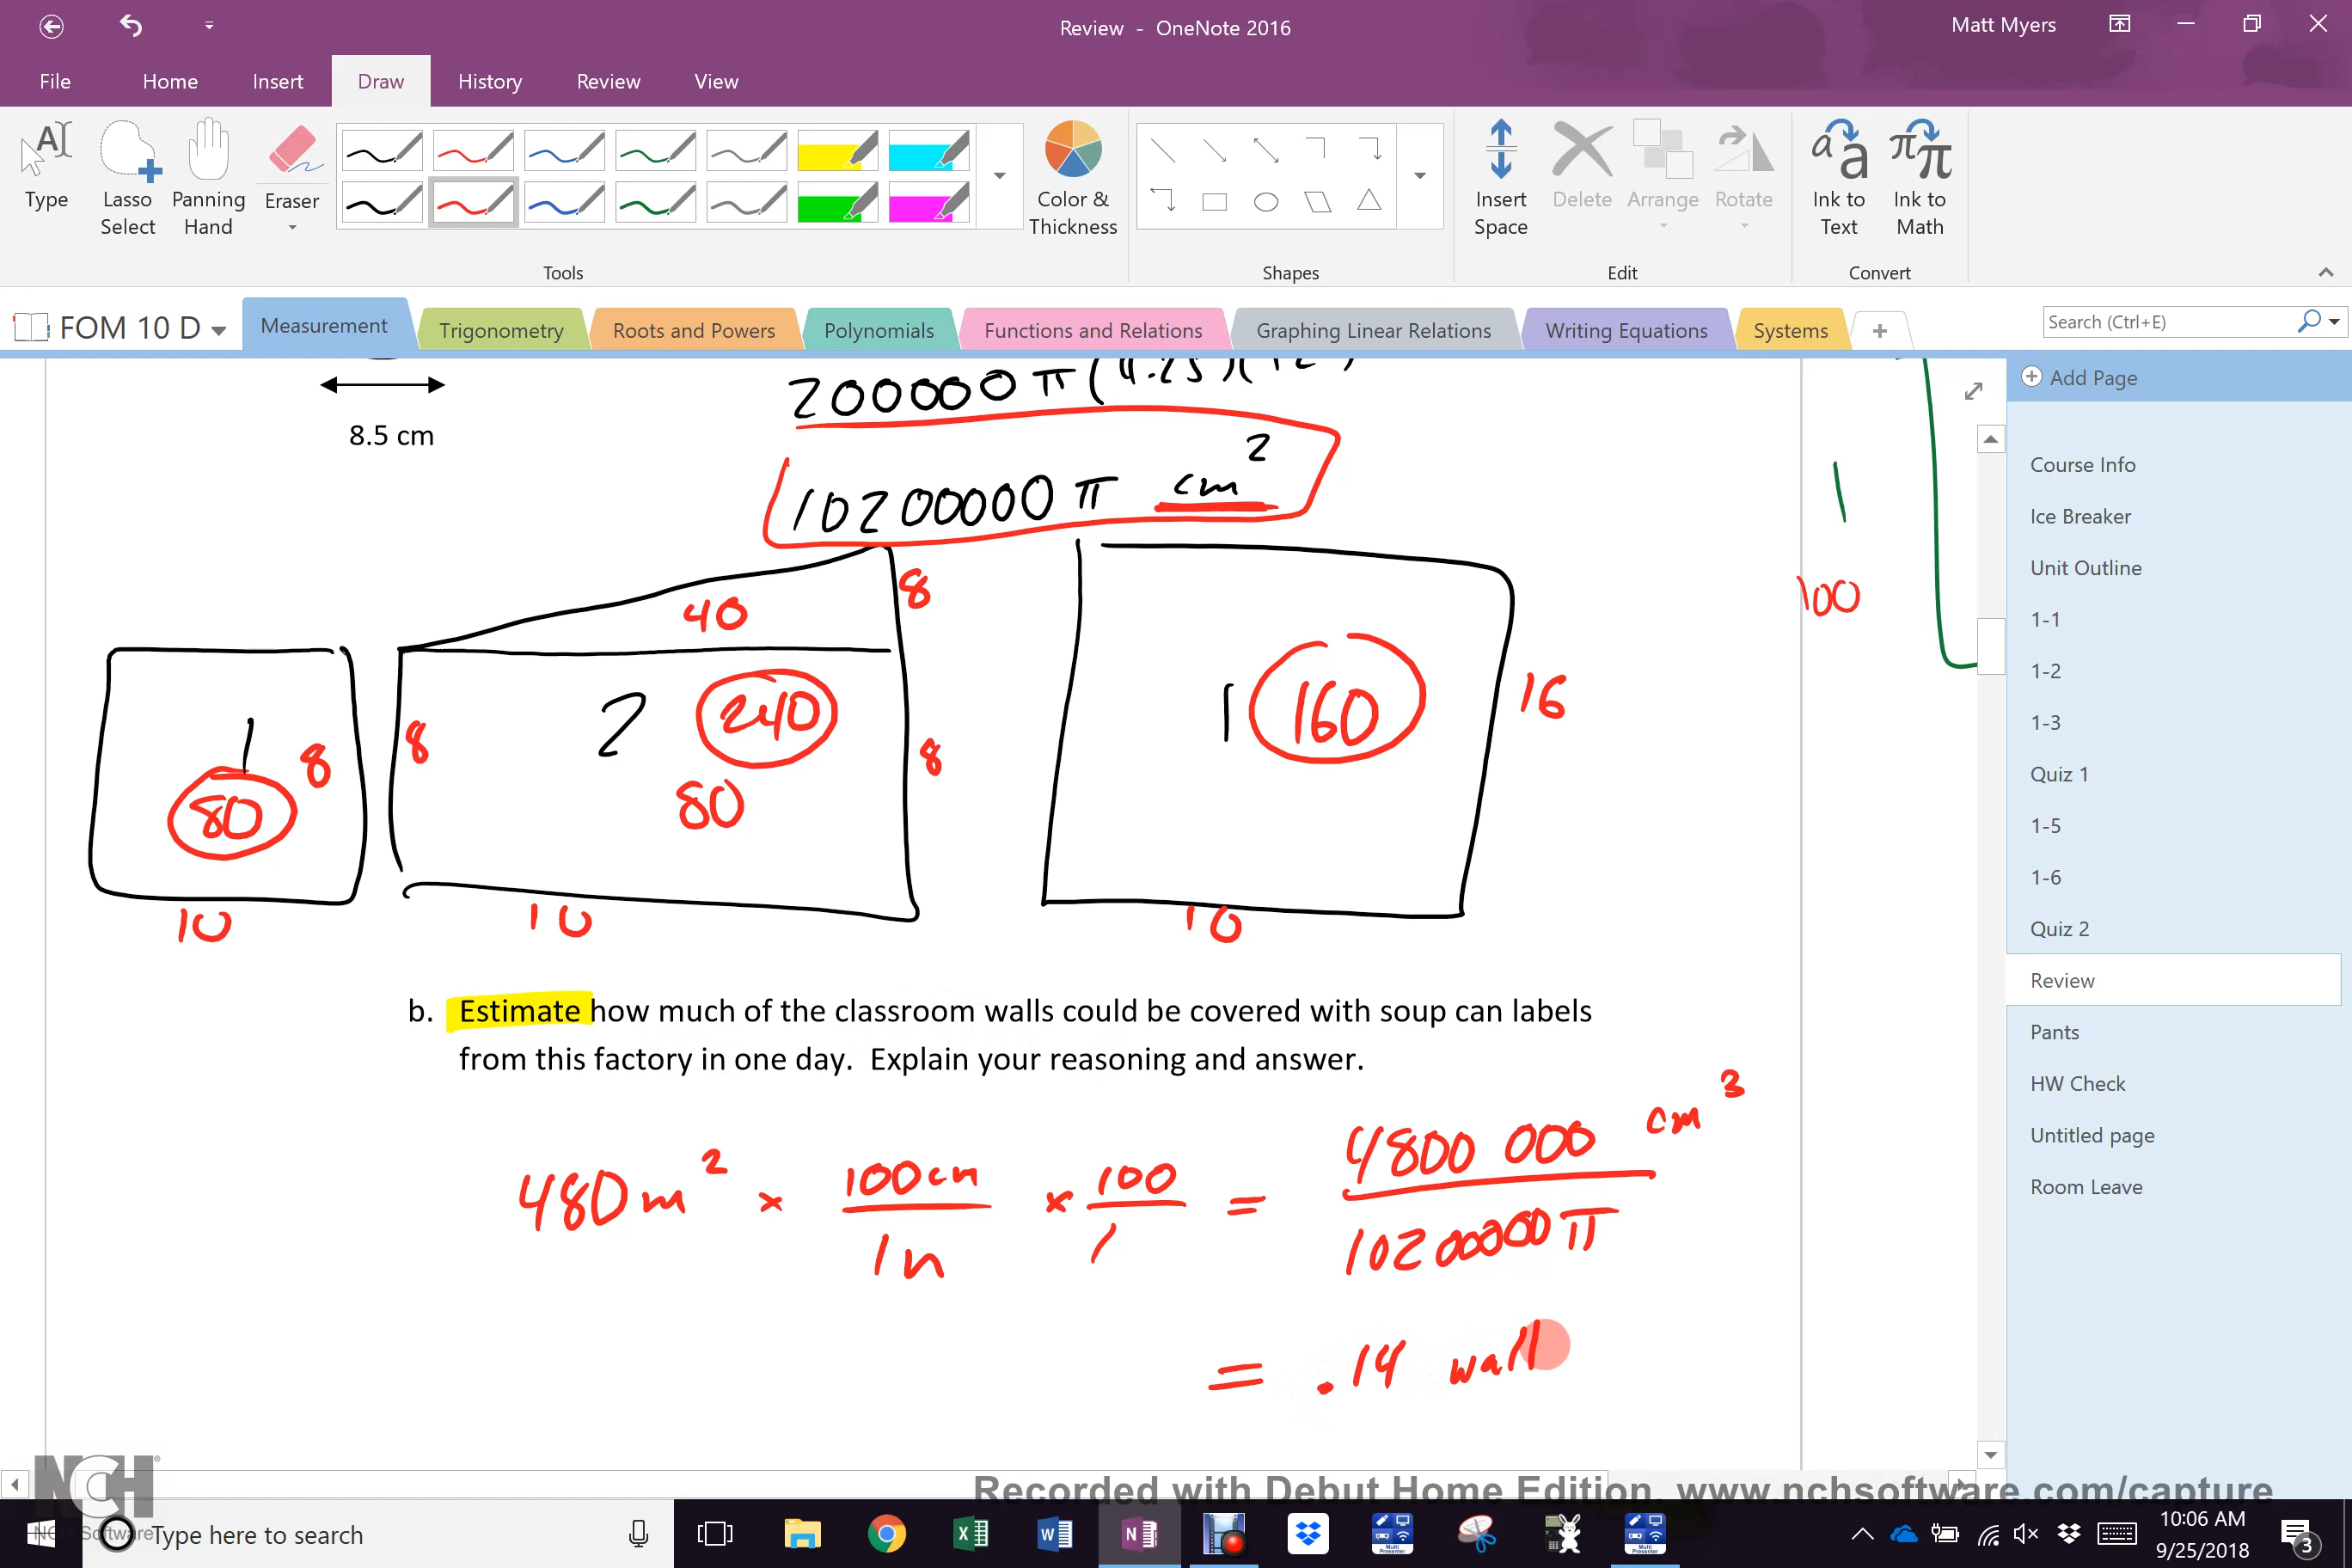 Review - OneNote 2016
Matt Myers
File Home Insert Draw History Review View
Type
Lasso Select
Panning Hand
Eraser
Color & Thickness
Insert Space
Delete
Arrange
Rotate
Ink to Text
Ink to Math
Tools
Shapes
Edit
Convert
FOM 10 D
Measurement Trigonometry Roots and Powers Polynomials Functions and Relations Graphing Linear Relations Writing Equations Systems +
Search (Ctrl+E)
Add Page
Course Info
Ice Breaker
Unit Outline
1-1
1-2
1-3
Quiz 1
1-5
1-6
Quiz 2
Review
Pants
HW Check
Untitled page
Room Leave
8.5 cm
200000 π (4.25)(12)
10200000 π cm²
1
100
1
80
8
10
40
8
8
2
240
80
8
10
1
160
16
10
b. Estimate how much of the classroom walls could be covered with soup can labels
from this factory in one day. Explain your reasoning and answer.
480 m² × 100cm/1m × 100/1 = 4800 000 cm³/10200000 π
= .14 wall
NCH
NCH Software
Recorded with Debut Home Edition. www.nchsoftware.com/capture
Type here to search
10:06 AM
9/25/2018
3